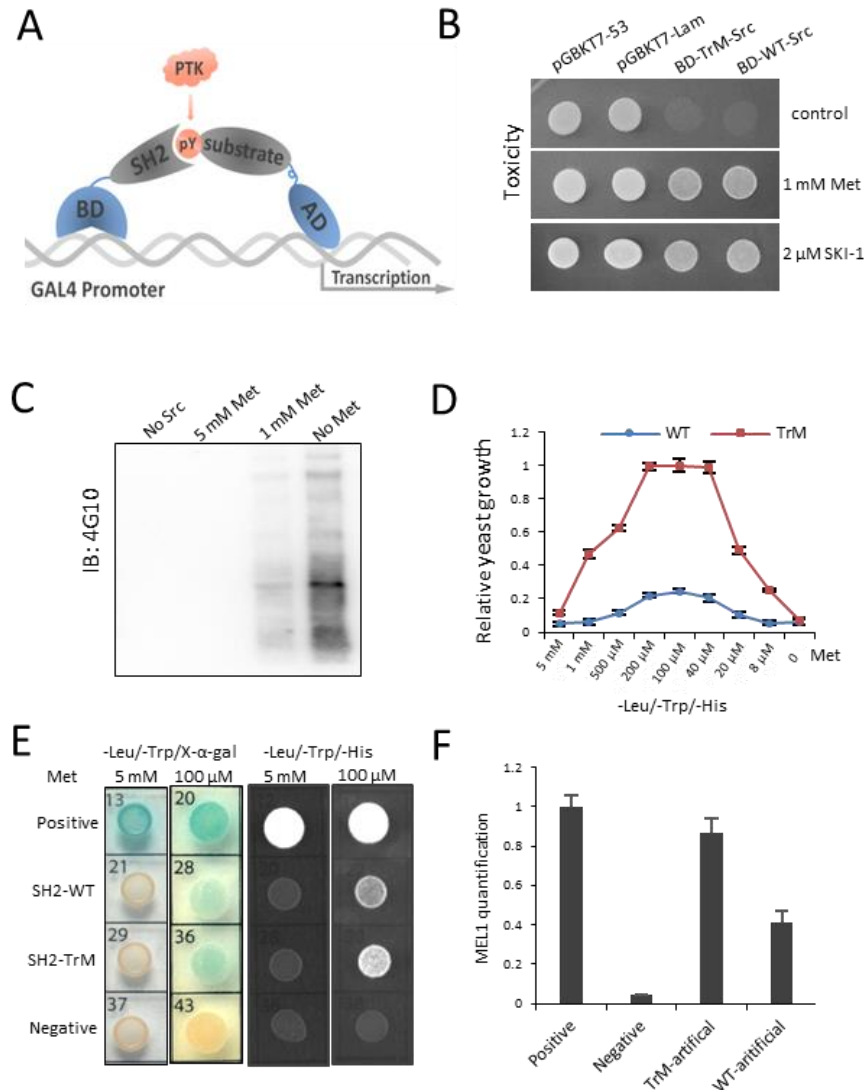 A
PTK
SH2
pY
substrate
BD
AD
GAL4 Promoter
Transcription
B
pGBKT7-53
pGBKT7-Lam
BD-TrM-Src
BD-WT-Src
Toxicity
control
1 mM Met
2 µM SKI-1
C
No Src
5 mM Met
1 mM Met
No Met
IB: 4G10
D
WT
TrM
Relative yeast growth
1.2
1
0.8
0.6
0.4
0.2
0
5 mM
1 mM
500 µM
200 µM
100 µM
40 µM
20 µM
8 µM
0
Met
-Leu/-Trp/-His
E
-Leu/-Trp/X-α-gal
-Leu/-Trp/-His
Met
5 mM
100 µM
5 mM
100 µM
Positive
13
20
SH2-WT
21
28
SH2-TrM
29
36
Negative
37
43
F
MEL1 quantification
1.2
1
0.8
0.6
0.4
0.2
0
Positive
Negative
TrM-artifical
WT-aritificial